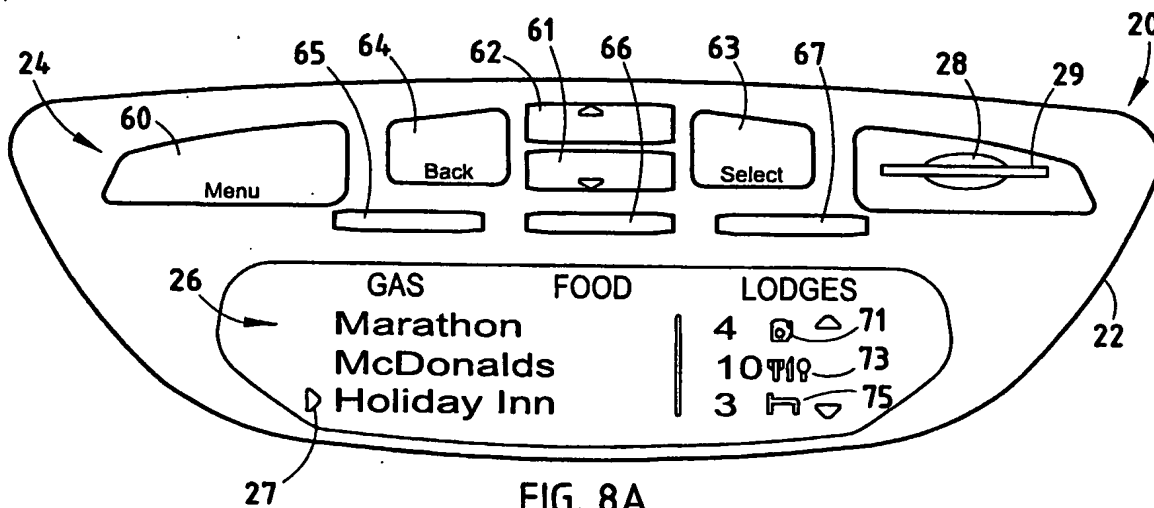 20
61
64 62 66 63 67
65 28 29
24
60
Back Select
Menu
GAS FOOD LODGES
26
Marathon 4 71
22
McDonalds 10 73
Holiday Inn 3 75
27
FIG. 8A